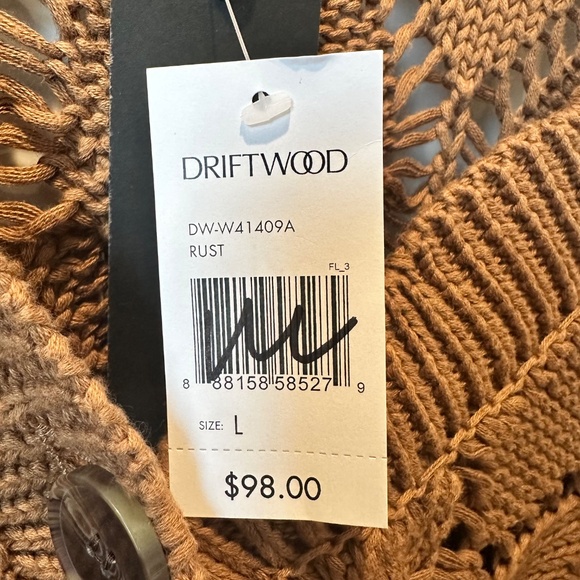 DRIFTWOOD
DW-W41409A
RUST
FL_3
8 88158 58527 9
SIZE: L
$98.00